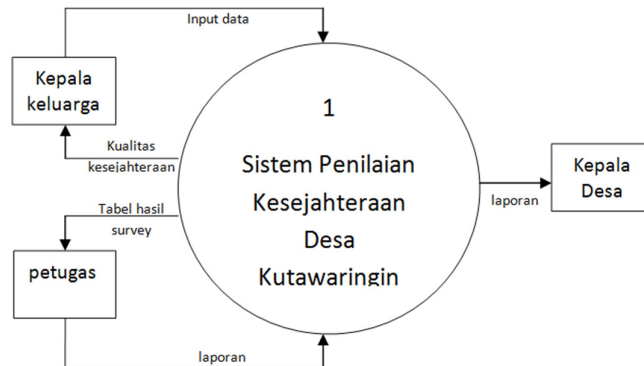 Input data
Kepala
keluarga
1
Sistem Penilaian
Kesejahteraan
Desa
Kutawaringin
Kualitas
kesejahteraan
Kepala
Desa
laporan
Tabel hasil
survey
petugas
laporan